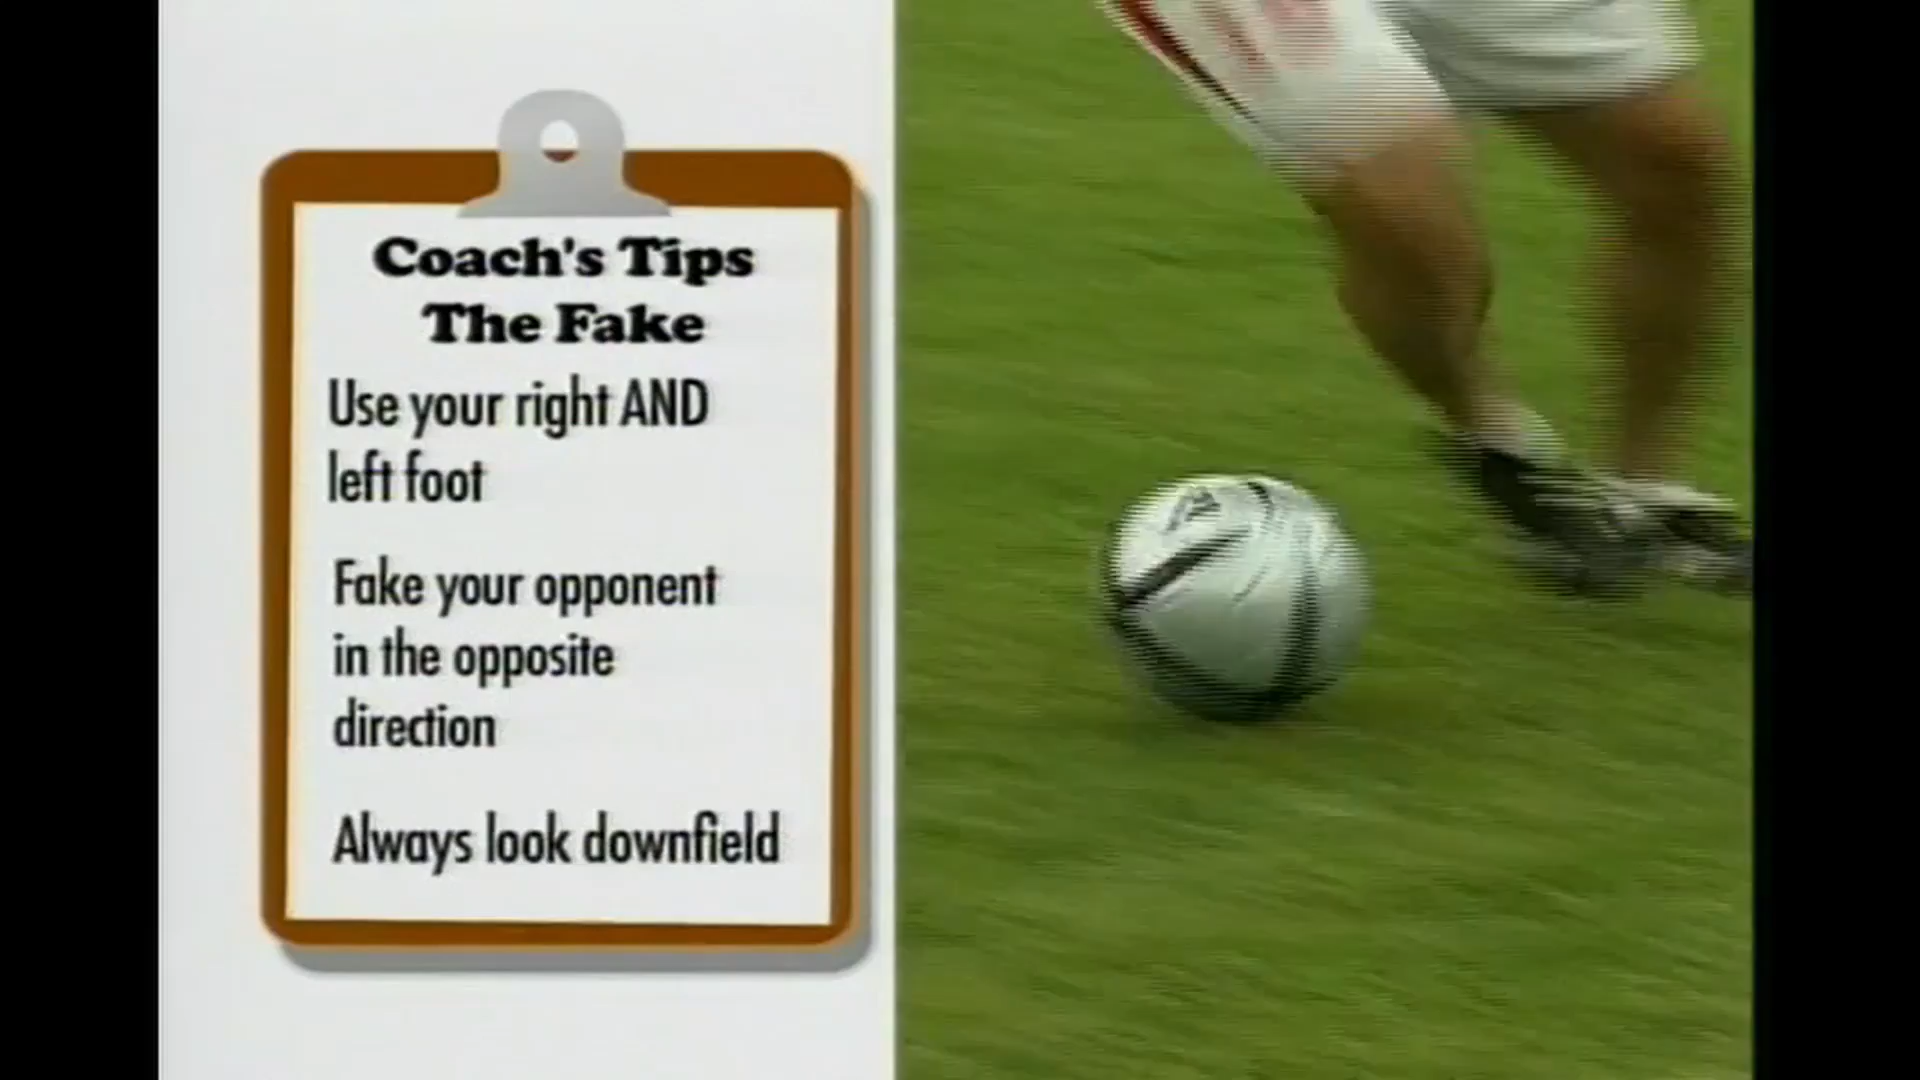 Coach's Tips
The Fake
Use your right AND
left foot
Fake your opponent
in the opposite
direction
Always look downfield